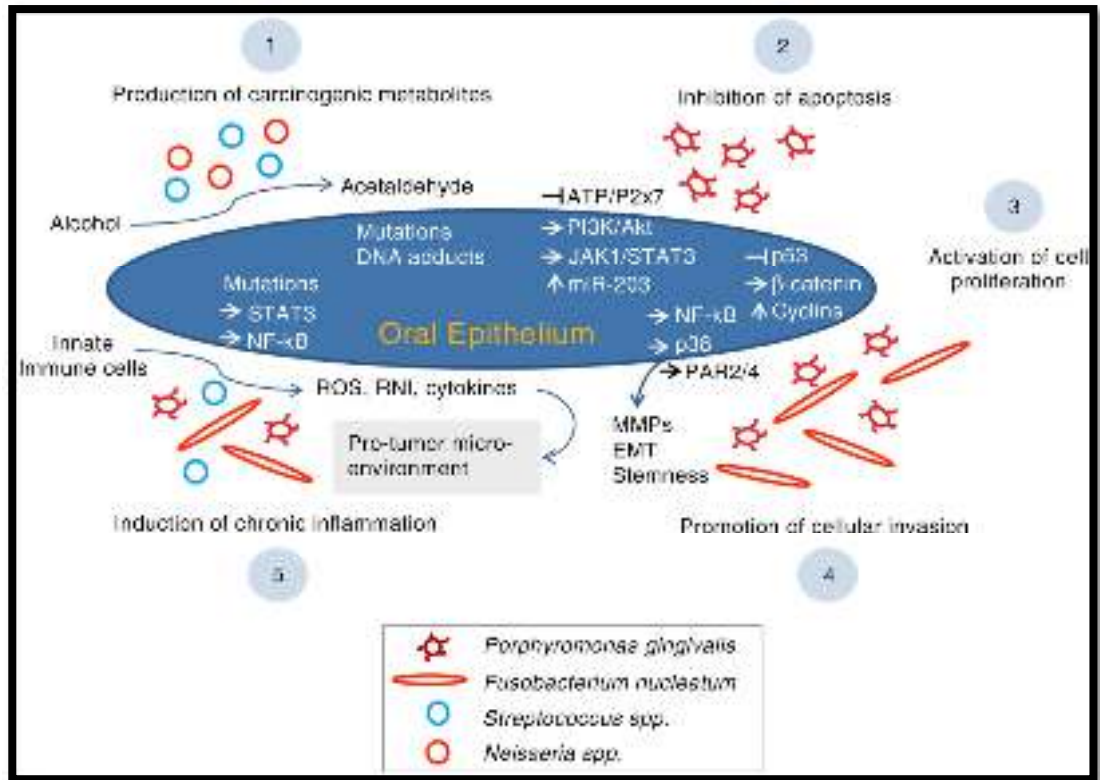 1
Production of carcinogenic metabolites
Alcohol
Acetaldehyde
Mutations
DNA adducts
2
Inhibition of apoptosis
ATP/P2x7
PI3K/Akt
JAK1/STAT3
miR-203
3
Activation of cell
proliferation
p53
β-catenin
Cyclins
Mutations
STAT3
NF-kB
Oral Epithelium
NF-kB
p38
PAR2/4
MMPs
EMT
Stemness
Promotion of cellular invasion
4
Innate
Immune cells
ROS, RNI, cytokines
Pro-tumor micro-
environment
Induction of chronic inflammation
5
Porphyromonas gingivalis
Fusobacterium nucleatum
Streptococcus spp.
Neisseria spp.